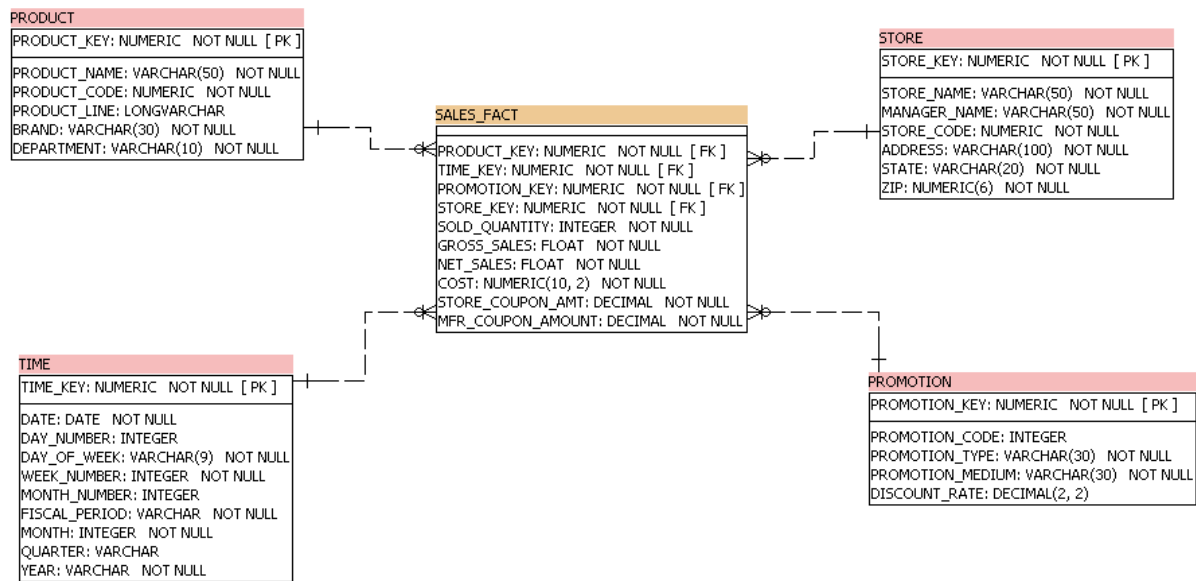 PRODUCT
PRODUCT_KEY: NUMERIC NOT NULL [ PK ]
PRODUCT_NAME: VARCHAR(50) NOT NULL
PRODUCT_CODE: NUMERIC NOT NULL
PRODUCT_LINE: LONGVARCHAR
BRAND: VARCHAR(30) NOT NULL
DEPARTMENT: VARCHAR(10) NOT NULL
STORE
STORE_KEY: NUMERIC NOT NULL [ PK ]
STORE_NAME: VARCHAR(50) NOT NULL
MANAGER_NAME: VARCHAR(50) NOT NULL
STORE_CODE: NUMERIC NOT NULL
ADDRESS: VARCHAR(100) NOT NULL
STATE: VARCHAR(20) NOT NULL
ZIP: NUMERIC(6) NOT NULL
SALES_FACT
PRODUCT_KEY: NUMERIC NOT NULL [ FK ]
TIME_KEY: NUMERIC NOT NULL [ FK ]
PROMOTION_KEY: NUMERIC NOT NULL [ FK ]
STORE_KEY: NUMERIC NOT NULL [ FK ]
SOLD_QUANTITY: INTEGER NOT NULL
GROSS_SALES: FLOAT NOT NULL
NET_SALES: FLOAT NOT NULL
COST: NUMERIC(10, 2) NOT NULL
STORE_COUPON_AMT: DECIMAL NOT NULL
MFR_COUPON_AMOUNT: DECIMAL NOT NULL
TIME
TIME_KEY: NUMERIC NOT NULL [ PK ]
DATE: DATE NOT NULL
DAY_NUMBER: INTEGER
DAY_OF_WEEK: VARCHAR(9) NOT NULL
WEEK_NUMBER: INTEGER NOT NULL
MONTH_NUMBER: INTEGER
FISCAL_PERIOD: VARCHAR NOT NULL
MONTH: INTEGER NOT NULL
QUARTER: VARCHAR
YEAR: VARCHAR NOT NULL
PROMOTION
PROMOTION_KEY: NUMERIC NOT NULL [ PK ]
PROMOTION_CODE: INTEGER
PROMOTION_TYPE: VARCHAR(30) NOT NULL
PROMOTION_MEDIUM: VARCHAR(30) NOT NULL
DISCOUNT_RATE: DECIMAL(2, 2)